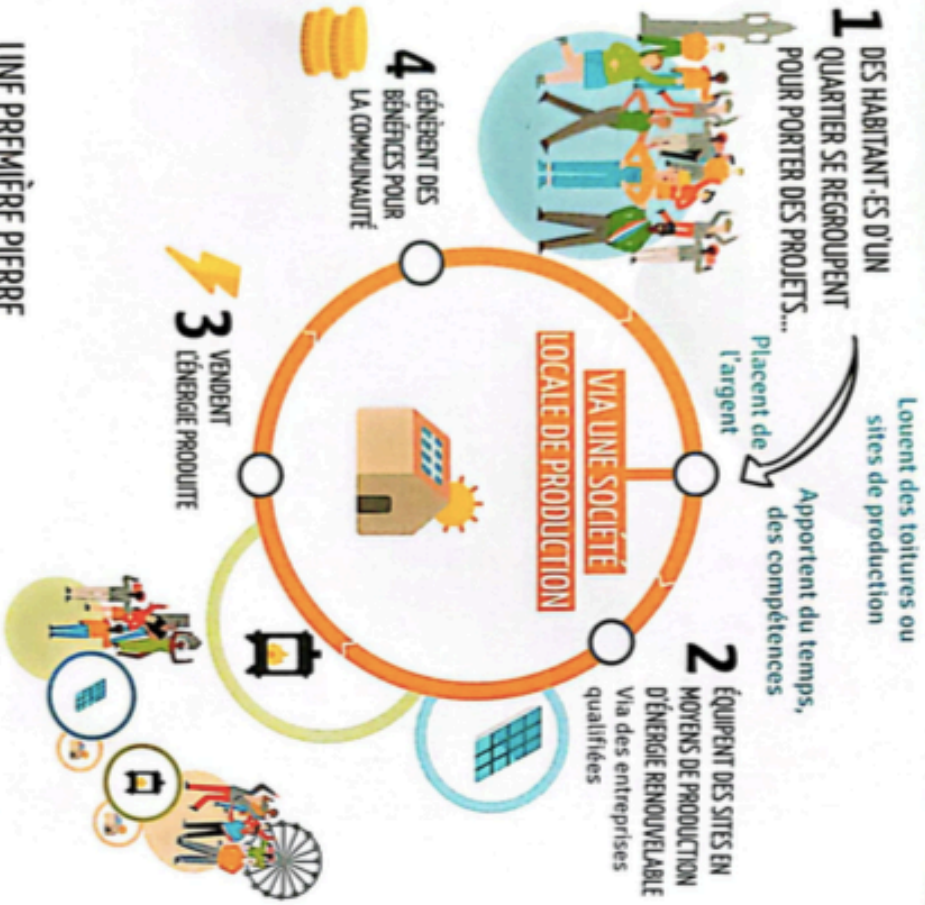 1 DES HABITANT·ES D'UN
QUARTIER SE REGROUPENT
POUR PORTER DES PROJETS...
Louent des toitures ou
sites de production
Placent de
l'argent
Apportent du temps,
des compétences
VIA UNE SOCIÉTÉ
LOCALE DE PRODUCTION
2 ÉQUIPENT DES SITES EN
MOYENS DE PRODUCTION
D'ÉNERGIE RENOUVELABLE
Via des entreprises
qualifiées
3 VENDENT
L'ÉNERGIE PRODUITE
4 GÉNÈRENT DES
BÉNÉFICES POUR
LA COMMUNAUTÉ
UNE PREMIÈRE PIERRE